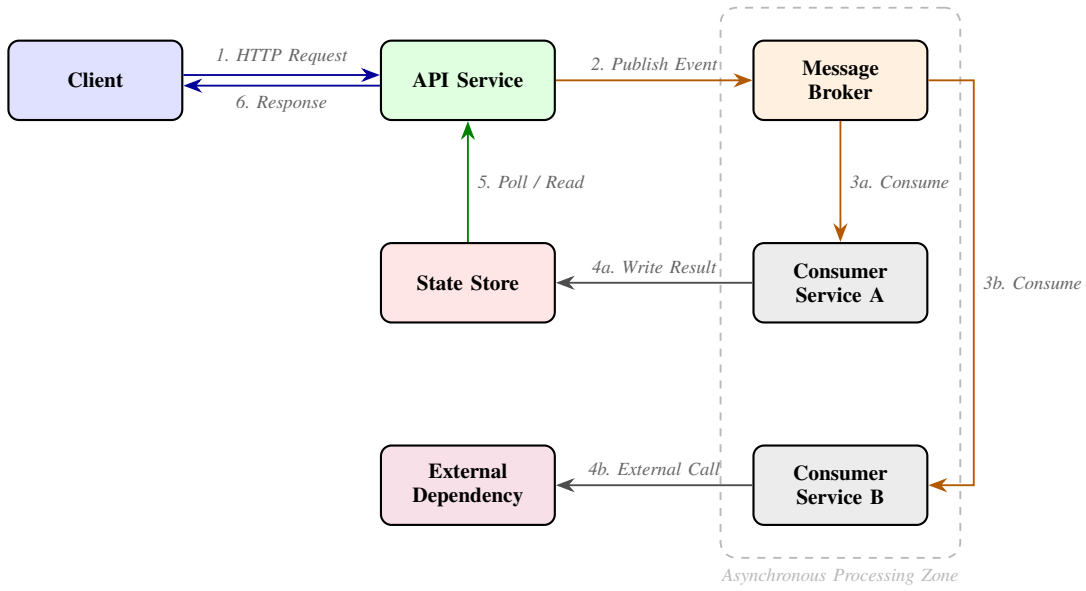 Client
1. HTTP Request
6. Response
API Service
2. Publish Event
Message
Broker
5. Poll / Read
3a. Consume
3b. Consume
State Store
4a. Write Result
Consumer
Service A
External
Dependency
4b. External Call
Consumer
Service B
Asynchronous Processing Zone